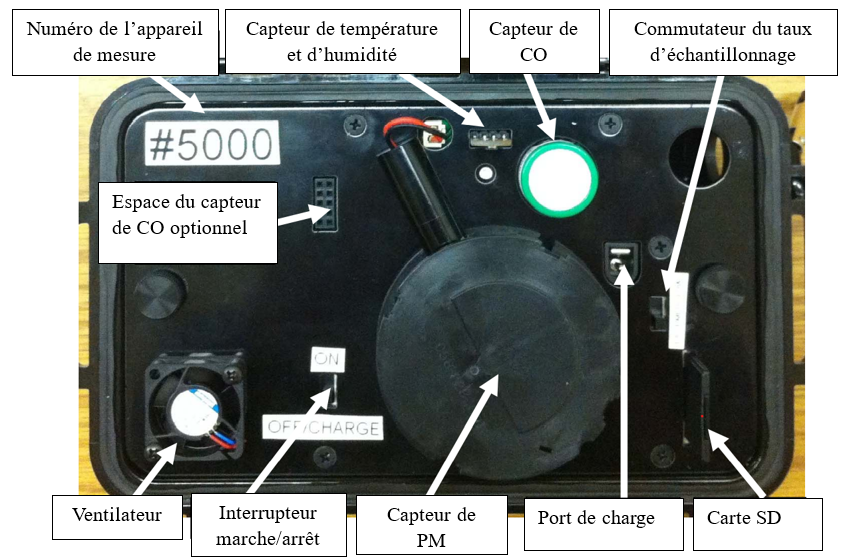 Numéro de l’appareil
de mesure
Capteur de température
et d’humidité
Capteur de
CO
Commutateur du taux
d’échantillonnage
#5000
Espace du capteur
de CO optionnel
ON
OFF/CHARGE
Ventilateur
Interrupteur
marche/arrêt
Capteur de
PM
Port de charge
Carte SD